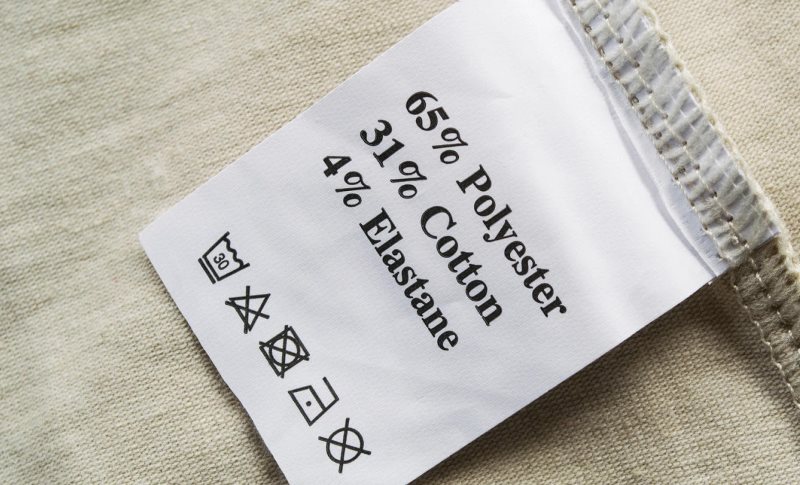 65% Polyester
31% Cotton
4% Elastane
30